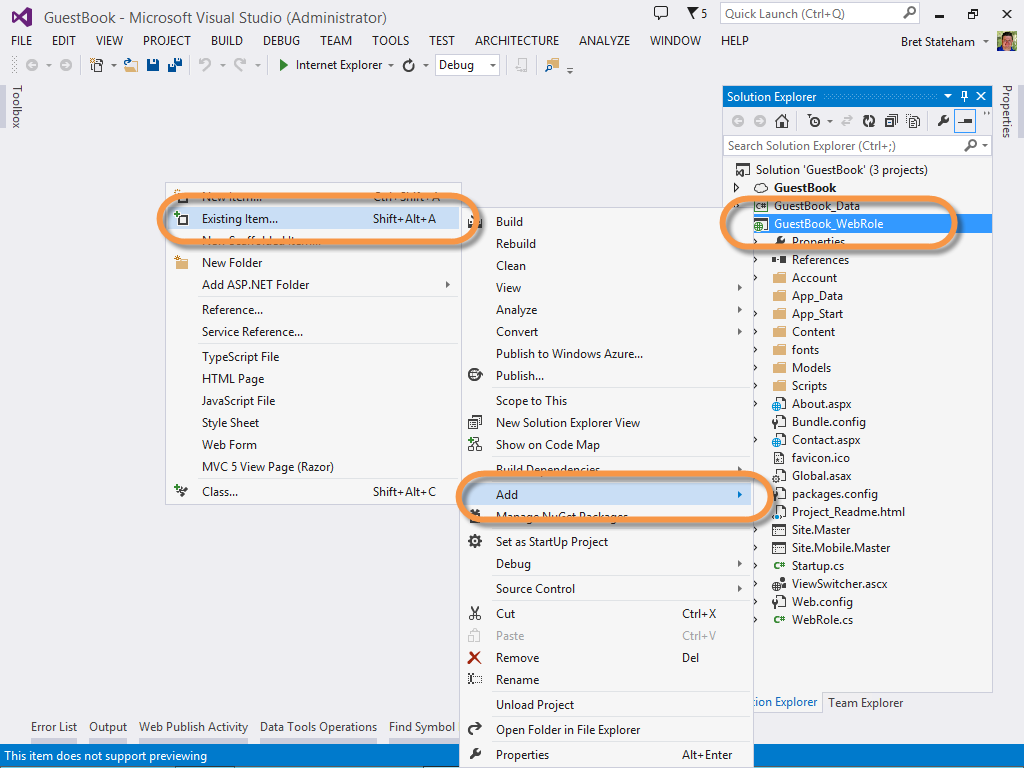 GuestBook - Microsoft Visual Studio (Administrator)
5
Quick Launch (Ctrl+Q)
FILE EDIT VIEW PROJECT BUILD DEBUG TEAM TOOLS TEST ARCHITECTURE ANALYZE WINDOW HELP
Bret Stateham
Internet Explorer
Debug
Toolbox
Properties
Solution Explorer
Search Solution Explorer (Ctrl+;)
Solution 'GuestBook' (3 projects)
GuestBook
GuestBook_Data
GuestBook_WebRole
Properties
References
Account
App_Data
App_Start
Content
fonts
Models
Scripts
About.aspx
Bundle.config
Contact.aspx
favicon.ico
Global.asax
packages.config
Project_Readme.html
Site.Master
Site.Mobile.Master
Startup.cs
ViewSwitcher.ascx
Web.config
WebRole.cs
New Item... Ctrl+Shift+A
Existing Item... Shift+Alt+A
New Scaffolded Item...
New Folder
Add ASP.NET Folder
Reference...
Service Reference...
TypeScript File
HTML Page
JavaScript File
Style Sheet
Web Form
MVC 5 View Page (Razor)
Class... Shift+Alt+C
Build
Rebuild
Clean
View
Analyze
Convert
Publish to Windows Azure...
Publish...
Scope to This
New Solution Explorer View
Show on Code Map
Build Dependencies
Add
Manage NuGet Packages
Set as StartUp Project
Debug
Source Control
Cut Ctrl+X
Paste Ctrl+V
Remove Del
Rename
Unload Project
Open Folder in File Explorer
Properties Alt+Enter
tion Explorer Team Explorer
Error List Output Web Publish Activity Data Tools Operations Find Symbol
This item does not support previewing